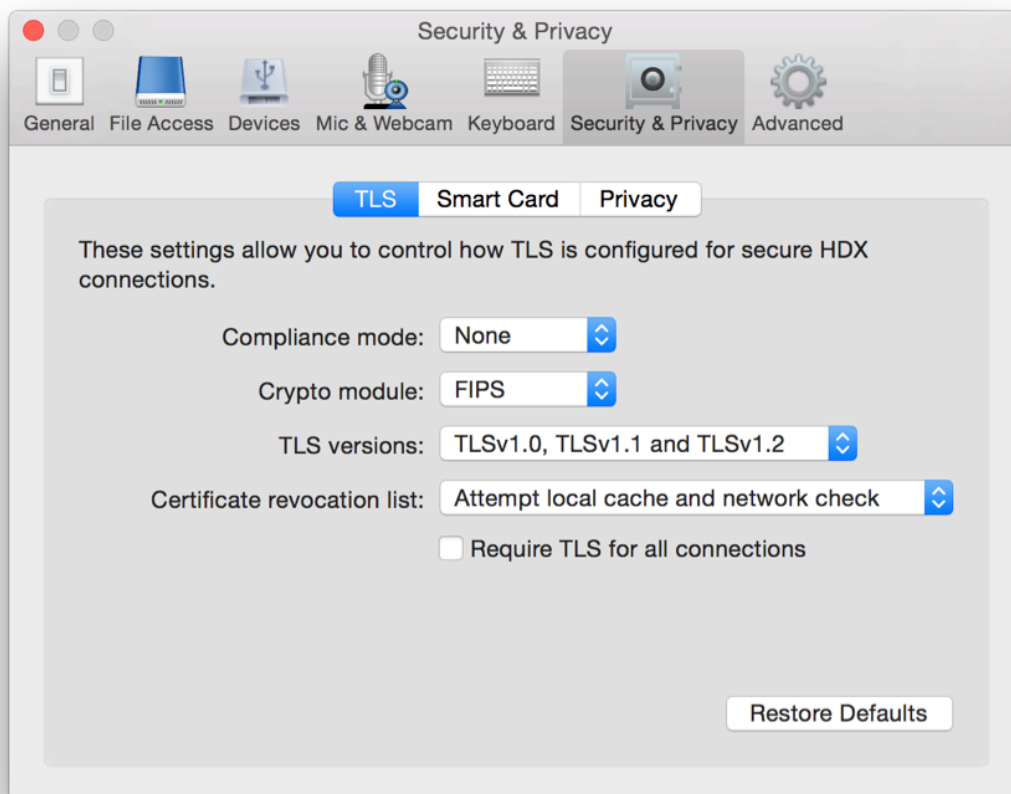 Security & Privacy
General File Access Devices Mic & Webcam Keyboard Security & Privacy Advanced
TLS Smart Card Privacy
These settings allow you to control how TLS is configured for secure HDX
connections.
Compliance mode: None
Crypto module: FIPS
TLS versions: TLSv1.0, TLSv1.1 and TLSv1.2
Certificate revocation list: Attempt local cache and network check
Require TLS for all connections
Restore Defaults